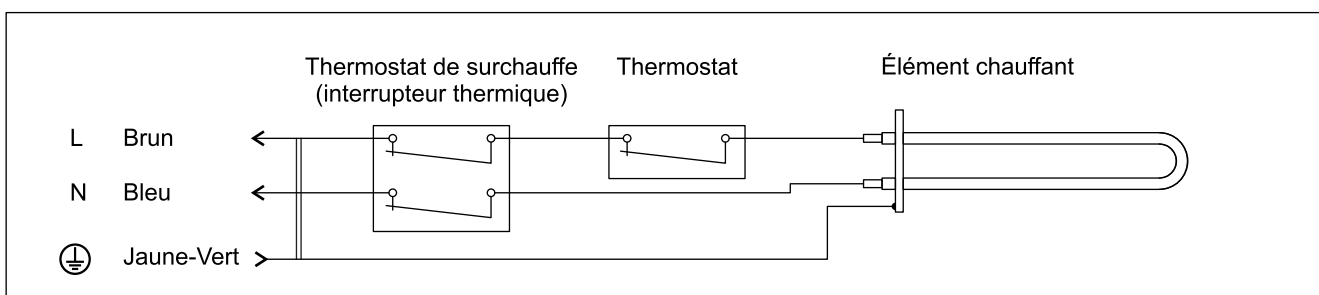 Thermostat de surchauffe
(interrupteur thermique)
Thermostat
Élément chauffant
L Brun
N Bleu
Jaune-Vert